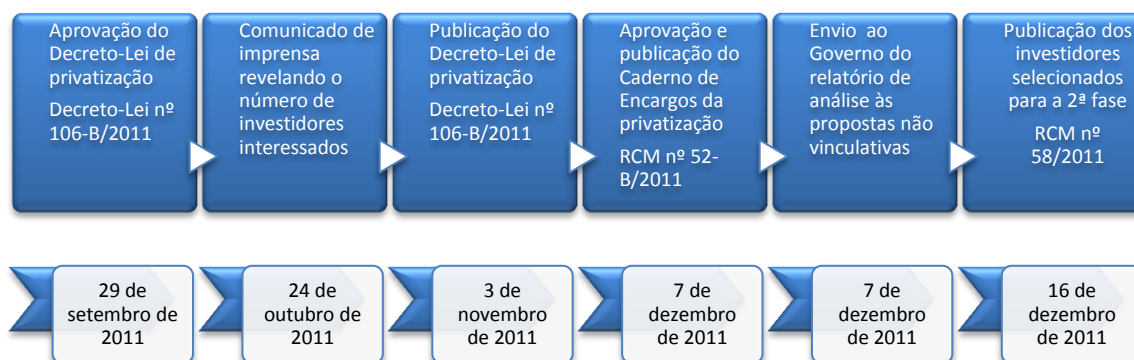 Aprovação do
Decreto-Lei de
privatização
Decreto-Lei nº
106-B/2011
Comunicado de
imprensa
revelando o
número de
investidores
interessados
Publicação do
Decreto-Lei de
privatização
Decreto-Lei nº
106-B/2011
Aprovação e
publicação do
Caderno de
Encargos da
privatização
RCM nº 52-
B/2011
Envio ao
Governo do
relatório de
análise às
propostas não
vinculativas
Publicação dos
investidores
selecionados
para a 2ª fase
RCM nº
58/2011
29 de
setembro de
2011
24 de
outubro de
2011
3 de
novembro
de 2011
7 de
dezembro
de 2011
7 de
dezembro
de 2011
16 de
dezembro
de 2011